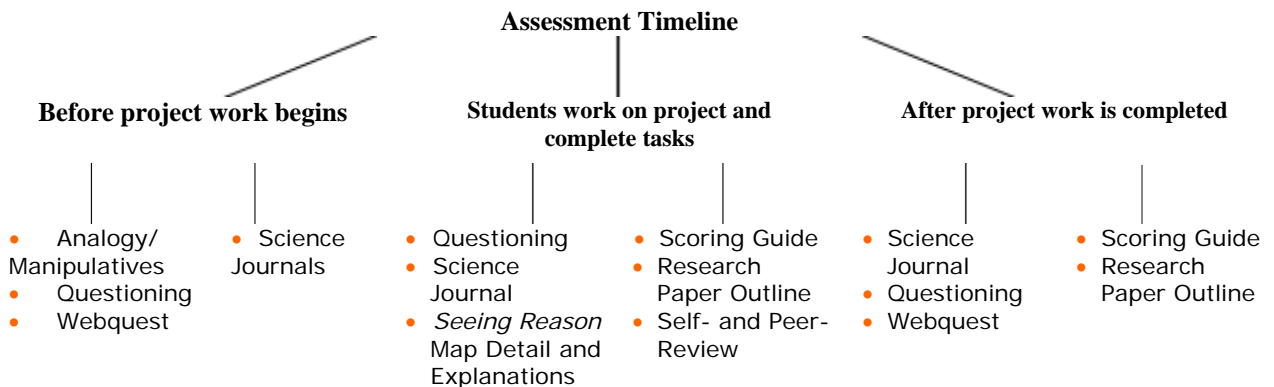 Assessment Timeline
Before project work begins
Students work on project and
complete tasks
After project work is completed
• Analogy/
Manipulatives
• Questioning
• Webquest
• Science
Journals
• Questioning
• Science
Journal
• Seeing Reason
Map Detail and
Explanations
• Scoring Guide
• Research
Paper Outline
• Self- and Peer-
Review
• Science
Journal
• Questioning
• Webquest
• Scoring Guide
• Research
Paper Outline